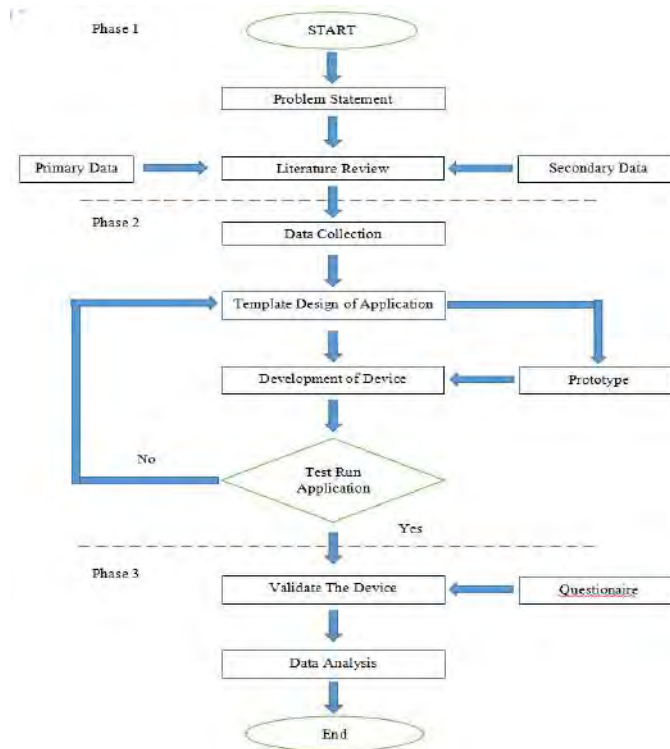 Phase 1
START
Problem Statement
Primary Data
Literature Review
Secondary Data
Phase 2
Data Collection
Template Design of Application
Development of Device
Prototype
No
Test Run
Application
Yes
Phase 3
Validate The Device
Questionaire
Data Analysis
End